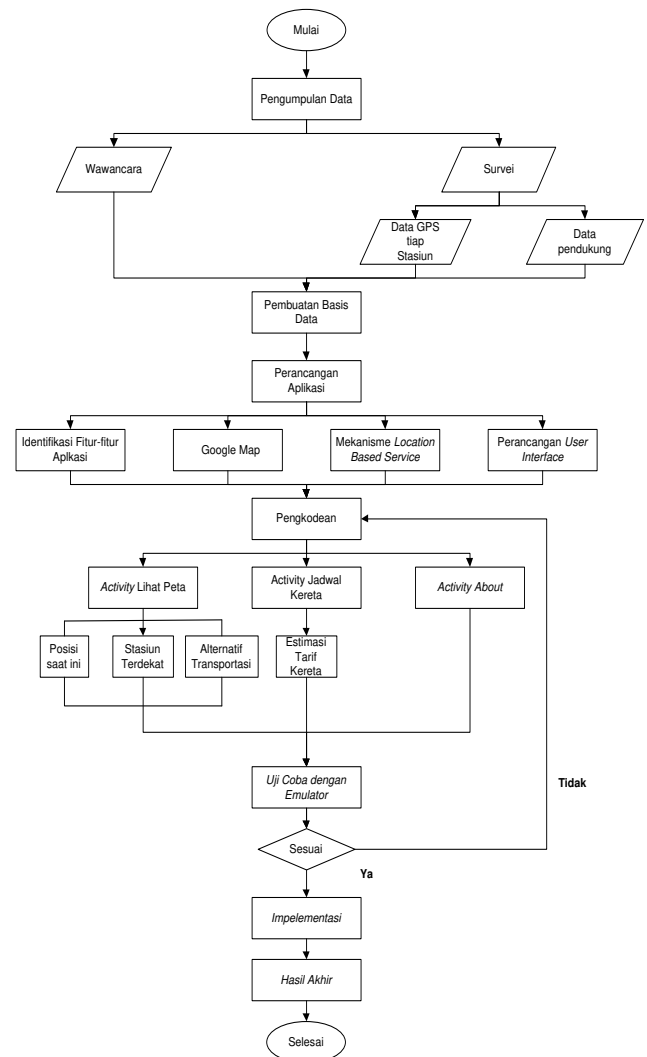 Mulai
Pengumpulan Data
Wawancara
Survei
Data GPS
tiap
Stasiun
Data
pendukung
Pembuatan Basis
Data
Perancangan
Aplikasi
Identifikasi Fitur-fitur
Aplkasi
Google Map
Mekanisme Location
Based Service
Perancangan User
Interface
Pengkodean
Activity Lihat Peta
Activity Jadwal
Kereta
Activity About
Posisi
saat ini
Stasiun
Terdekat
Alternatif
Transportasi
Estimasi
Tarif
Kereta
Uji Coba dengan
Emulator
Tidak
Sesuai
Ya
Impelementasi
Hasil Akhir
Selesai